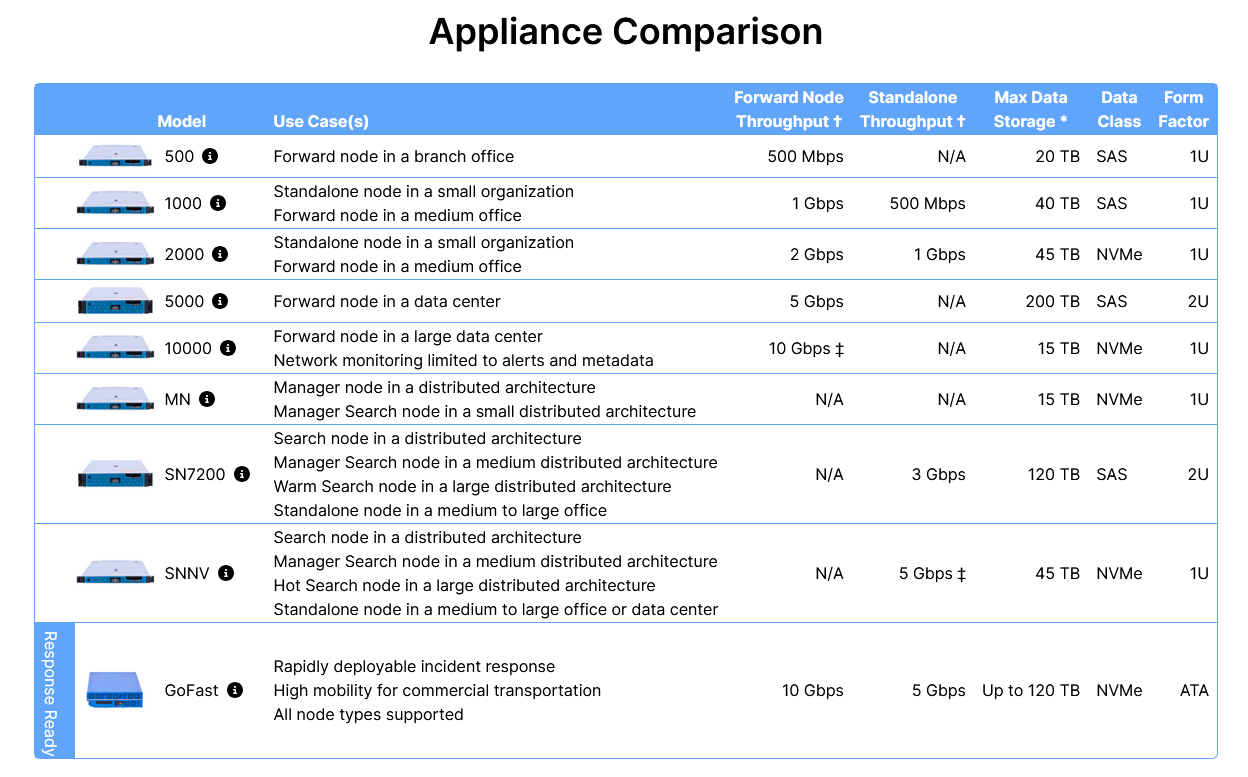 Appliance Comparison
Model Use Case(s) Forward Node Throughput † Standalone Throughput † Max Data Storage * Data Class Form Factor
500 Forward node in a branch office 500 Mbps N/A 20 TB SAS 1U
1000 Standalone node in a small organization 1 Gbps 500 Mbps 40 TB SAS 1U
Forward node in a medium office
2000 Standalone node in a small organization 2 Gbps 1 Gbps 45 TB NVMe 1U
Forward node in a medium office
5000 Forward node in a data center 5 Gbps N/A 200 TB SAS 2U
10000 Forward node in a large data center 10 Gbps ‡ N/A 15 TB NVMe 1U
Network monitoring limited to alerts and metadata
MN Manager node in a distributed architecture N/A N/A 15 TB NVMe 1U
Manager Search node in a small distributed architecture
SN7200 Search node in a distributed architecture N/A 3 Gbps 120 TB SAS 2U
Manager Search node in a medium distributed architecture
Warm Search node in a large distributed architecture
Standalone node in a medium to large office
SNNV Search node in a distributed architecture N/A 5 Gbps ‡ 45 TB NVMe 1U
Manager Search node in a medium distributed architecture
Hot Search node in a large distributed architecture
Standalone node in a medium to large office or data center
Response Ready
GoFast Rapidly deployable incident response 10 Gbps 5 Gbps Up to 120 TB NVMe ATA
High mobility for commercial transportation
All node types supported